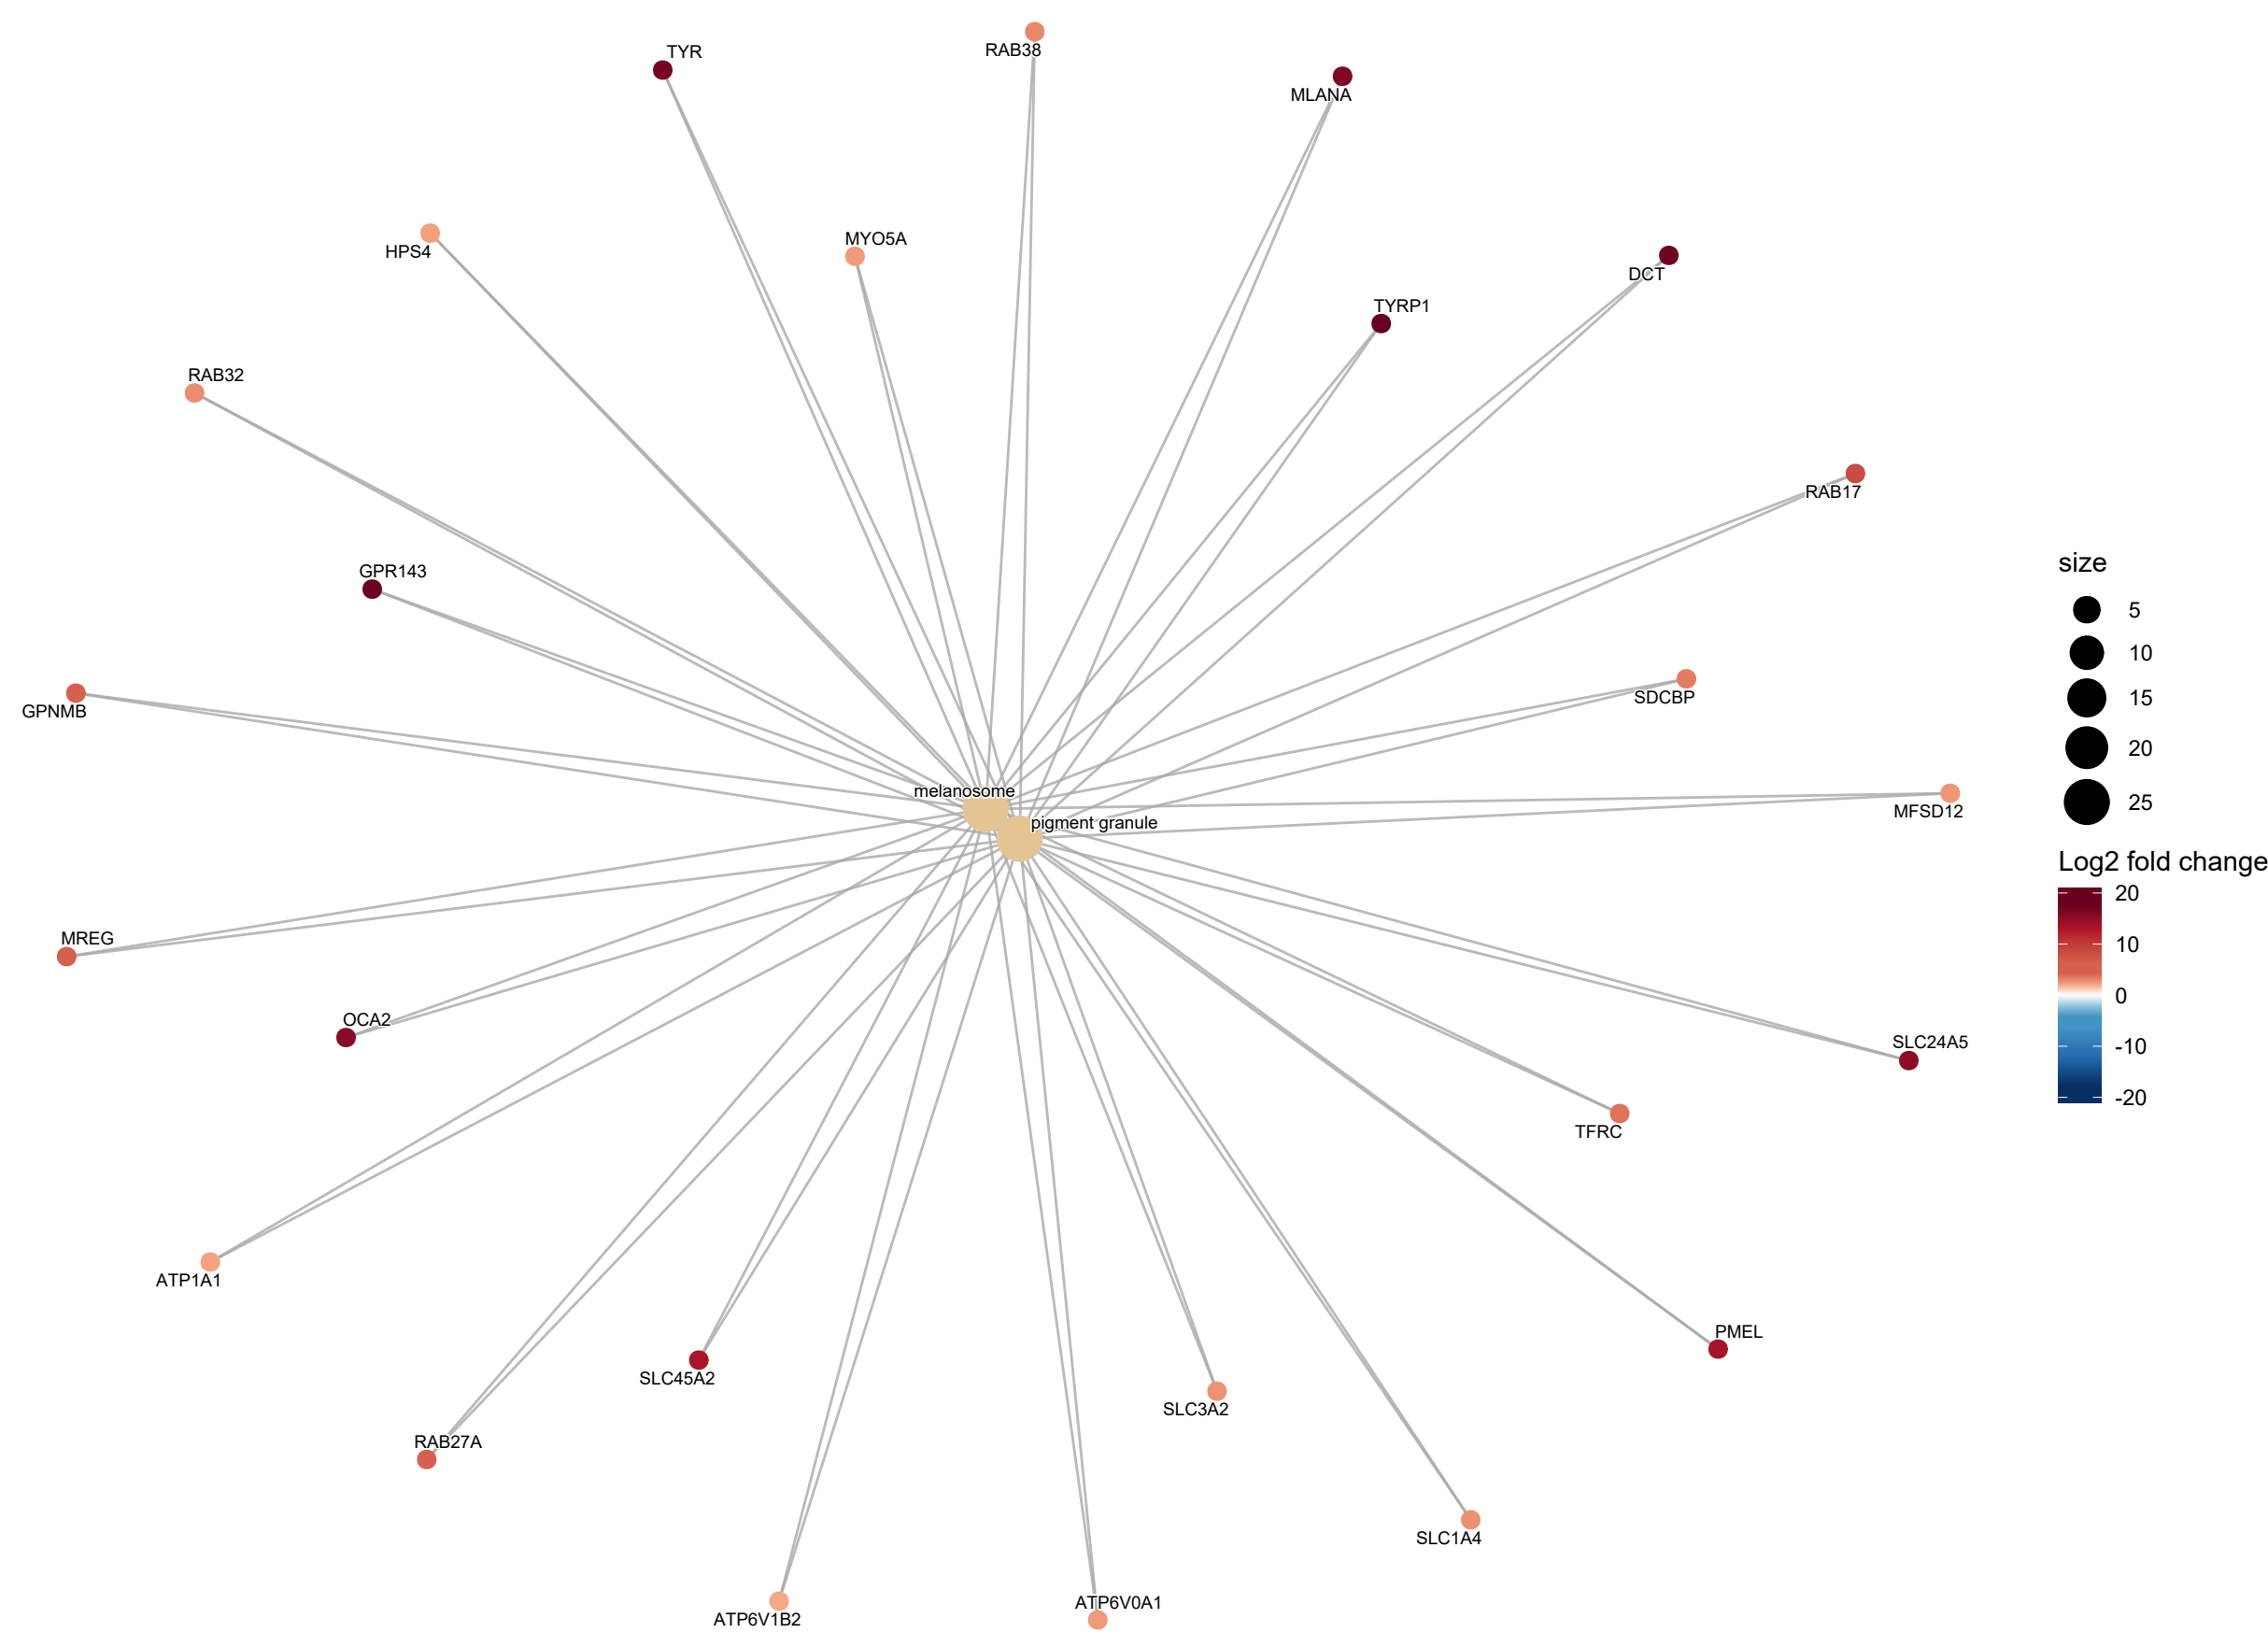 RAB38
TYR
MLANA
MYO5A
HPS4
DCT
TYRP1
RAB32
RAB17
GPR143
SDCBP
GPNMB
melanosome
MFSD12
pigment granule
MREG
OCA2
SLC24A5
TFRC
ATP1A1
PMEL
SLC45A2
SLC3A2
RAB27A
SLC1A4
ATP6V0A1
ATP6V1B2
size
5
10
15
20
25
Log2 fold change
20
10
0
-10
-20